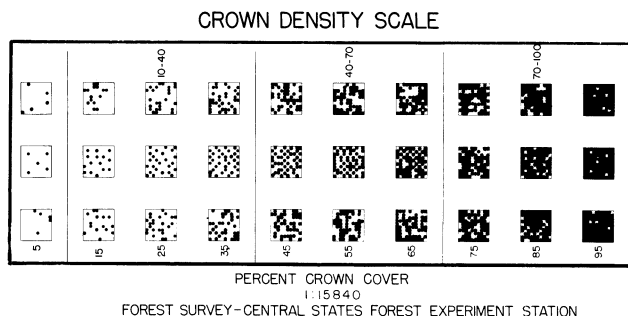 CROWN DENSITY SCALE
10-40 40-70 70-100
5 15 25 35 45 55 65 75 85 95
PERCENT CROWN COVER
1:15840
FOREST SURVEY-CENTRAL STATES FOREST EXPERIMENT STATION